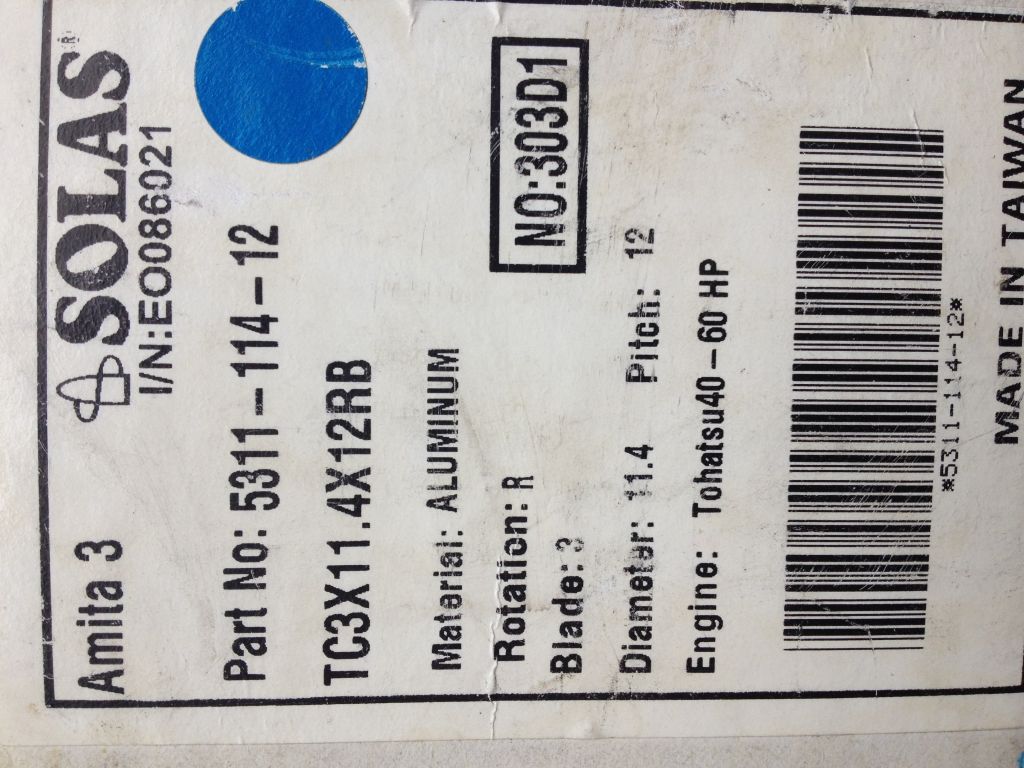 Amita 3 SOLAS®
I/N:EO086021
Part No: 5311-114-12
TC3X11.4X12RB
Material: ALUMINUM
Rotation: R
NO:303D1
Blade: 3
Diameter: 11.4 Pitch: 12
Engine: Tohatsu40-60 HP
*5311-114-12*
MADE IN TAIWAN